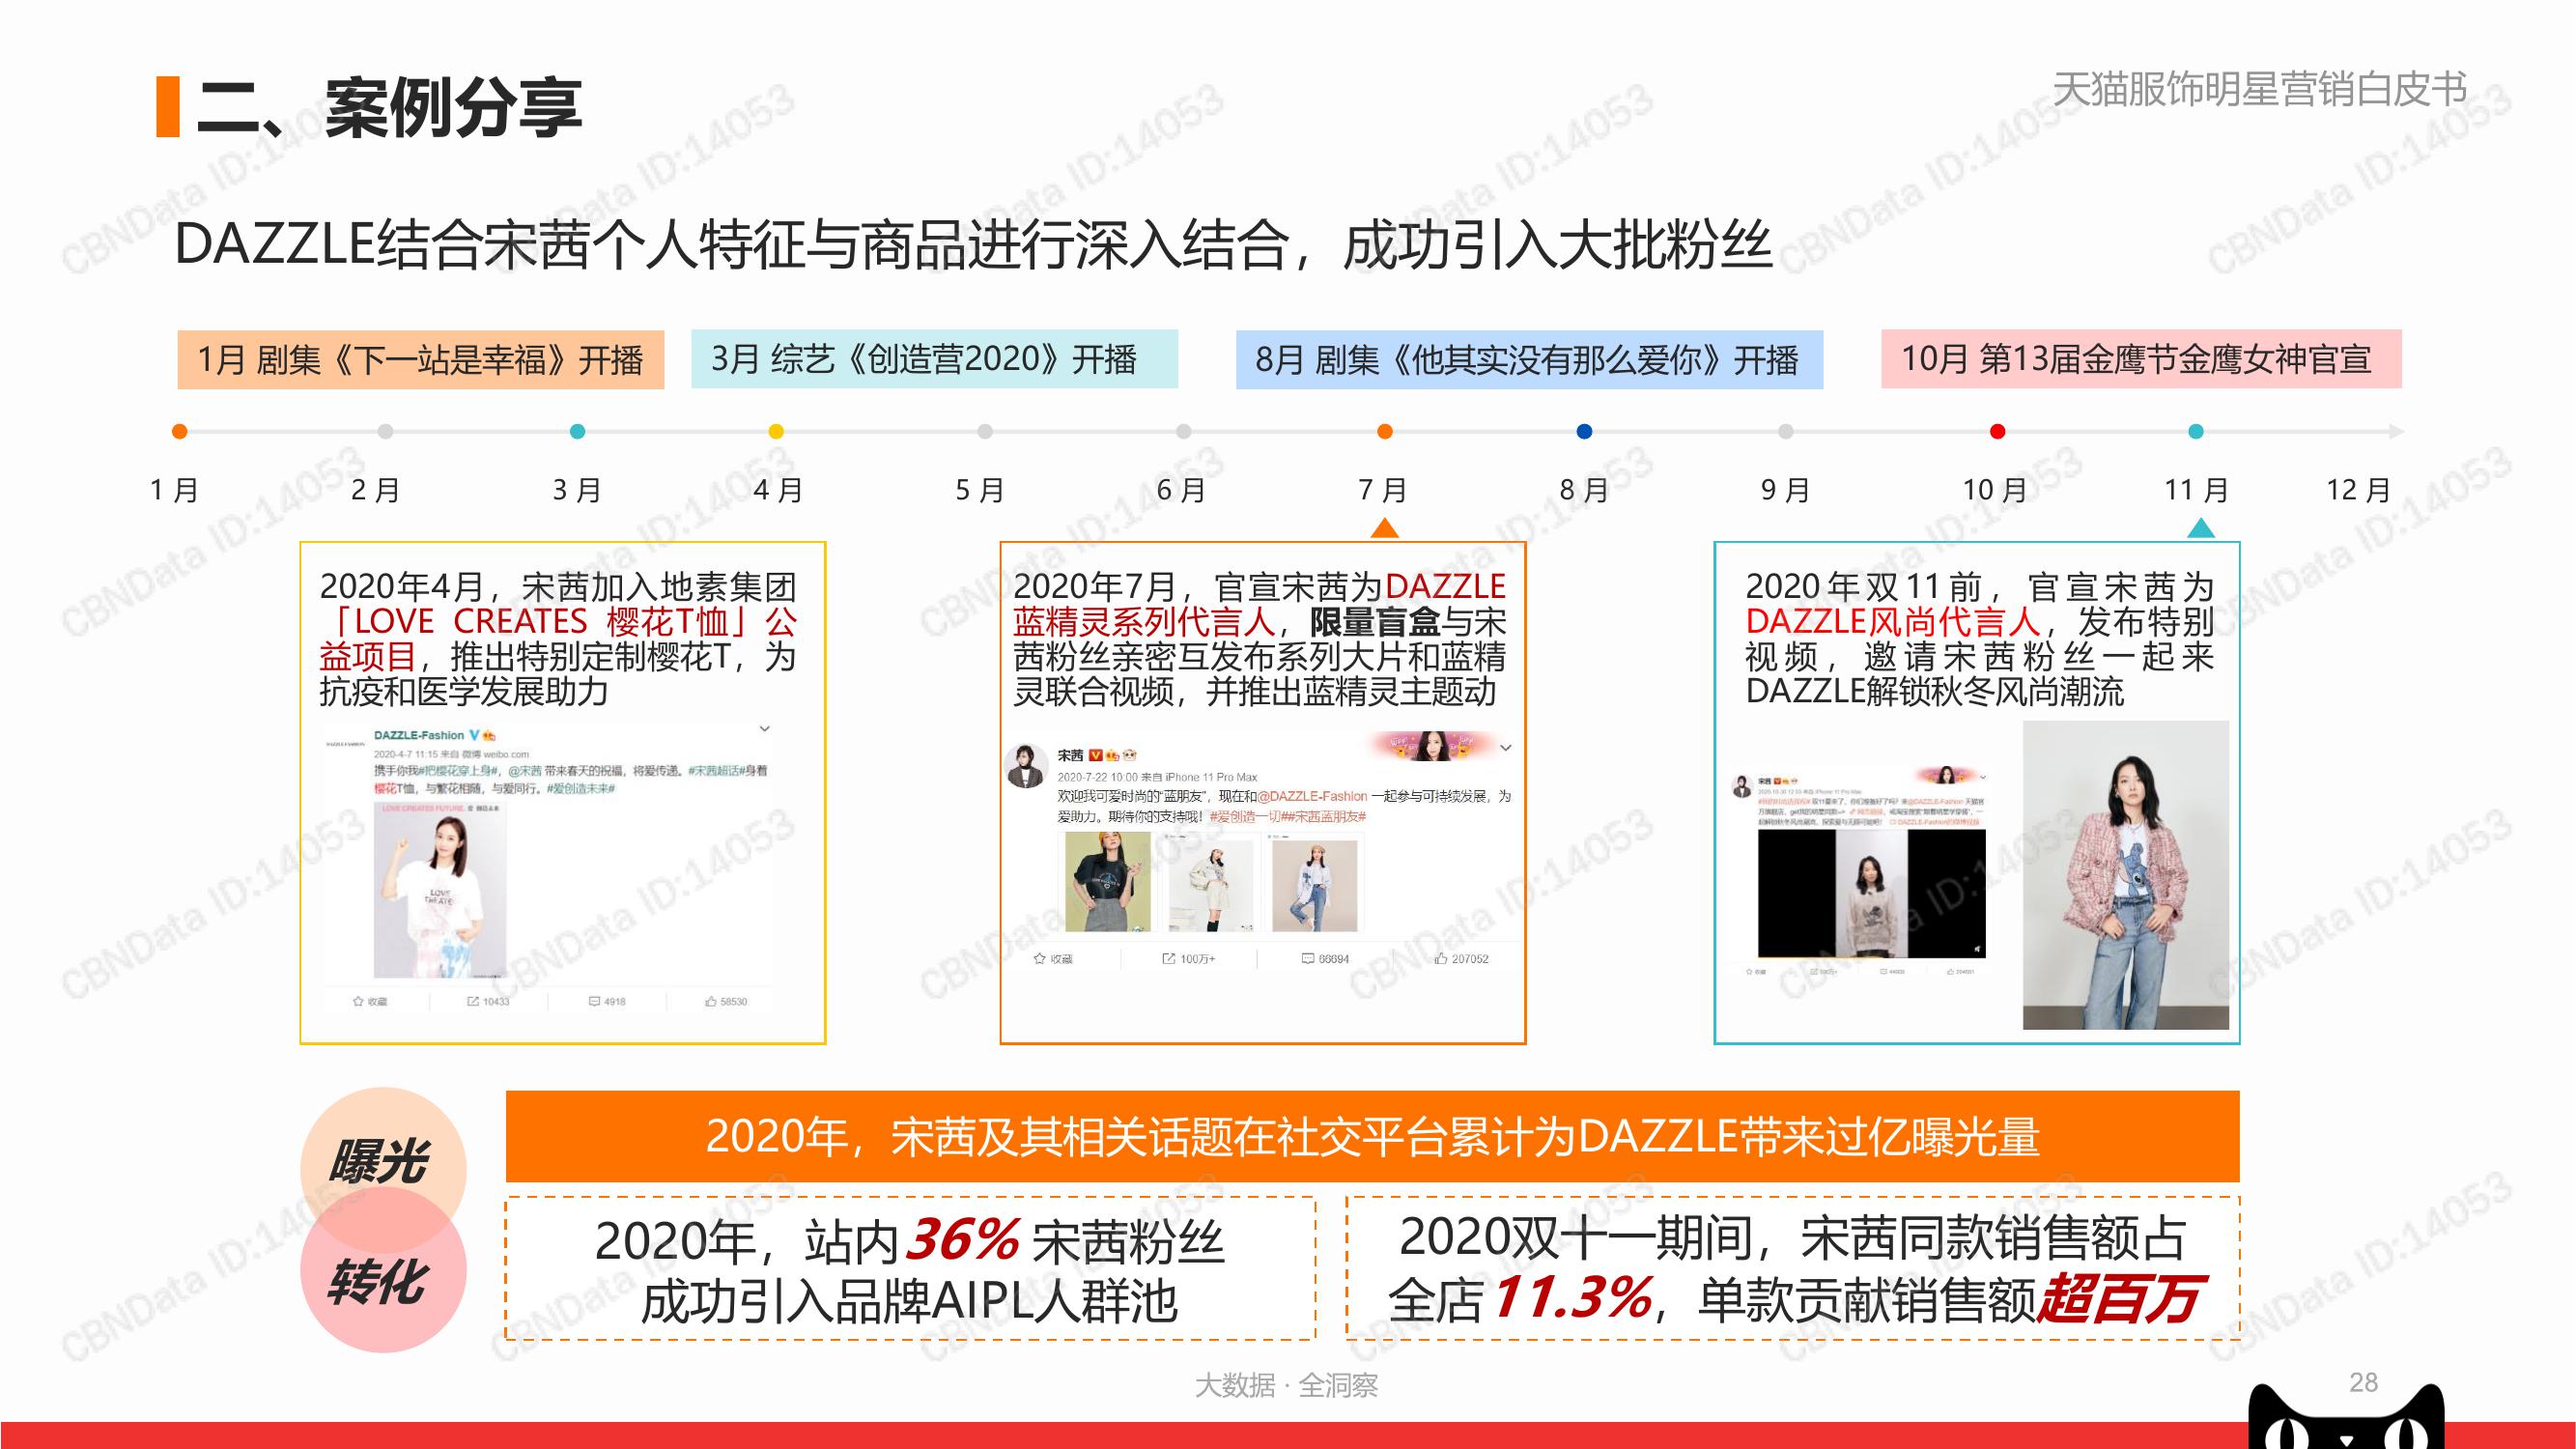 二、案例分享
天猫服饰明星营销白皮书
DAZZLE结合宋茜个人特征与商品进行深入结合，成功引入大批粉丝
1月 剧集《下一站是幸福》开播
3月 综艺《创造营2020》开播
8月 剧集《他其实没有那么爱你》开播
10月 第13届金鹰节金鹰女神官宣
1 月
2 月
3 月
4 月
5 月
6 月
7 月
8 月
9 月
10 月
11 月
12 月
2020年4月，宋茜加入地素集团
「LOVE CREATES 樱花T恤」公
益项目，推出特别定制樱花T，为
抗疫和医学发展助力
DAZZLE-Fashion
2020-4-7 11:15 来自 微博 weibo.com
携手你我#把樱花穿上身#，@宋茜 带来春天的祝福，将爱传递。#宋茜超话#身着
樱花T恤，与繁花相随，与爱同行。#爱创造未来#
LOVE CREATES FUTURE.
收藏
10433
4918
58530
2020年7月，官宣宋茜为DAZZLE
蓝精灵系列代言人，限量盲盒与宋
茜粉丝亲密互发布系列大片和蓝精
灵联合视频，并推出蓝精灵主题动
宋茜
2020-7-22 10:00 来自 iPhone 11 Pro Max
欢迎我可爱时尚的“蓝朋友”，现在和@DAZZLE-Fashion 一起参与可持续发展，为
爱助力。期待你的支持哦！#爱创造一切##宋茜蓝朋友#
收藏
100万+
66694
207052
2020年双11前，官宣宋茜为
DAZZLE风尚代言人，发布特别
视频，邀请宋茜粉丝一起来
DAZZLE解锁秋冬风尚潮流
宋茜
收藏
曝光
转化
2020年，宋茜及其相关话题在社交平台累计为DAZZLE带来过亿曝光量
2020年，站内36% 宋茜粉丝
成功引入品牌AIPL人群池
2020双十一期间，宋茜同款销售额占
全店11.3%，单款贡献销售额超百万
大数据 · 全洞察
28
CBNData ID:14053